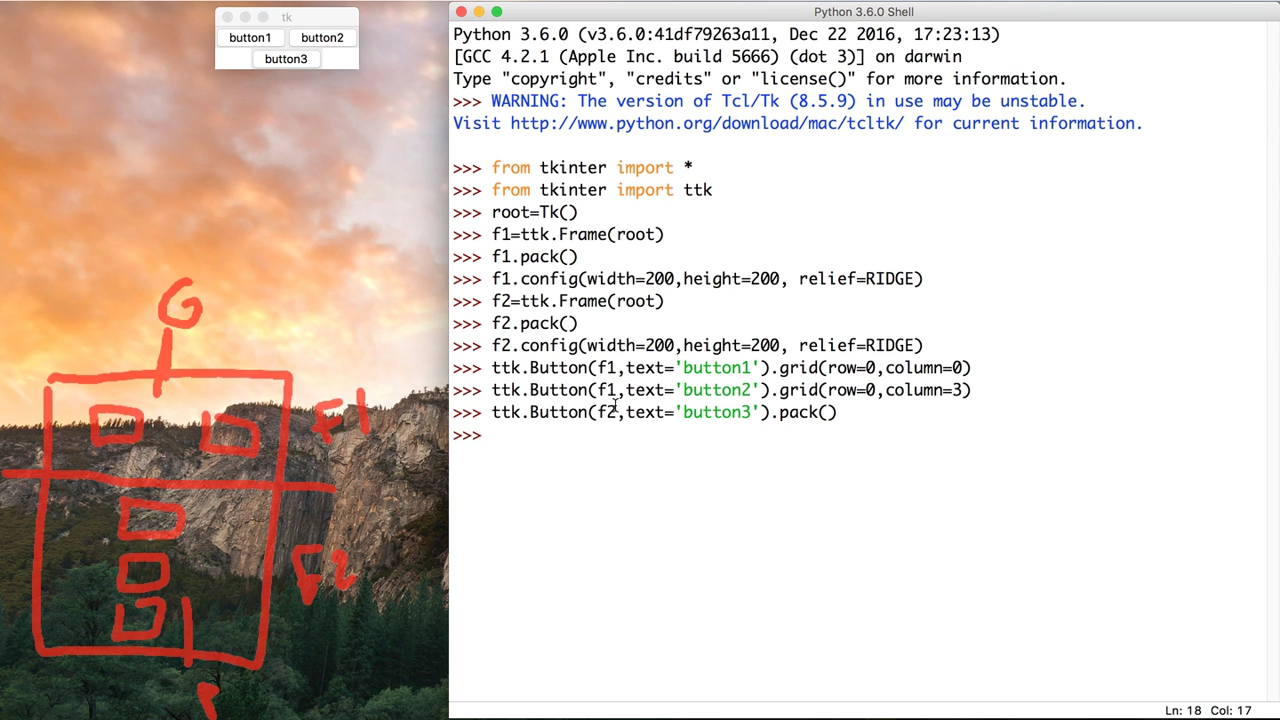 tk
button1 button2
button3
Python 3.6.0 Shell
Python 3.6.0 (v3.6.0:41df79263a11, Dec 22 2016, 17:23:13)
[GCC 4.2.1 (Apple Inc. build 5666) (dot 3)] on darwin
Type "copyright", "credits" or "license()" for more information.
>>> WARNING: The version of Tcl/Tk (8.5.9) in use may be unstable.
Visit http://www.python.org/download/mac/tcltk/ for current information.
>>> from tkinter import *
>>> from tkinter import ttk
>>> root=Tk()
>>> f1=ttk.Frame(root)
>>> f1.pack()
>>> f1.config(width=200,height=200, relief=RIDGE)
>>> f2=ttk.Frame(root)
>>> f2.pack()
>>> f2.config(width=200,height=200, relief=RIDGE)
>>> ttk.Button(f1,text='button1').grid(row=0,column=0)
>>> ttk.Button(f1,text='button2').grid(row=0,column=3)
>>> ttk.Button(f2,text='button3').pack()
>>>
G
F1
F2
P
Ln: 18 Col: 17